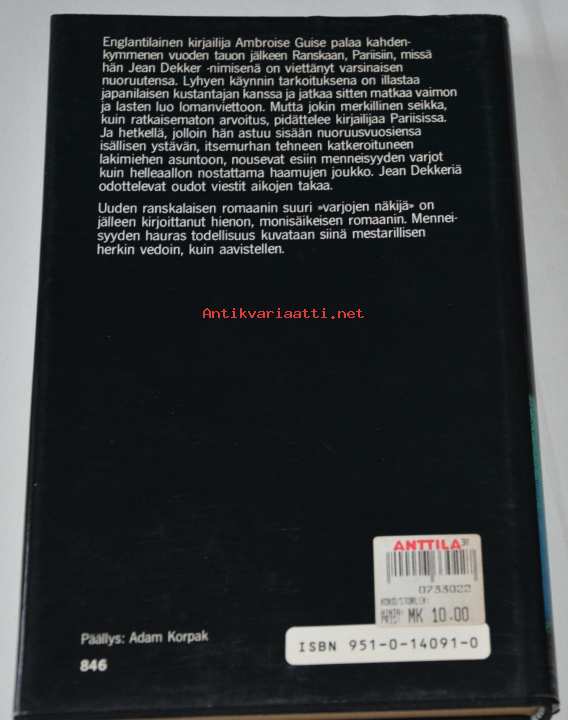 Englantilainen kirjailija Ambroise Guise palaa kahden-
kymmenen vuoden tauon jälkeen Ranskaan, Pariisiin, missä
hän Jean Dekker -nimisenä on viettänyt varsinaisen
nuoruutensa. Lyhyen käynnin tarkoituksena on illastaa
japanilaisen kustantajan kanssa ja jatkaa sitten matkaa vaimon
ja lasten luo lomanviettoon. Mutta jokin merkillinen seikka,
kuin ratkaisematon arvoitus, pidättelee kirjailijaa Pariisissa.
Ja hetkellä, jolloin hän astuu sisään nuoruusvuosiensa
isällisen ystävän, itsemurhan tehneen katkeroituneen
lakimiehen asuntoon, nousevat esiin menneisyyden varjot
kuin helleaallon nostattama haamujen joukko. Jean Dekkeriä
odottelevat oudot viestit aikojen takaa.
Uuden ranskalaisen romaanin suuri »varjojen näkijä» on
jälleen kirjoittanut hienon, monisäikeisen romaanin. Mennei-
syyden hauras todellisuus kuvataan siinä mestarillisen
herkin vedoin, kuin aavistellen.
Antikvariaatti.net
ANTTILA
0733022
KOKO/STORLEK:
HINTA:
PRIS: MK 10.00
Päällys: Adam Korpak
ISBN 951-0-14091-0
846